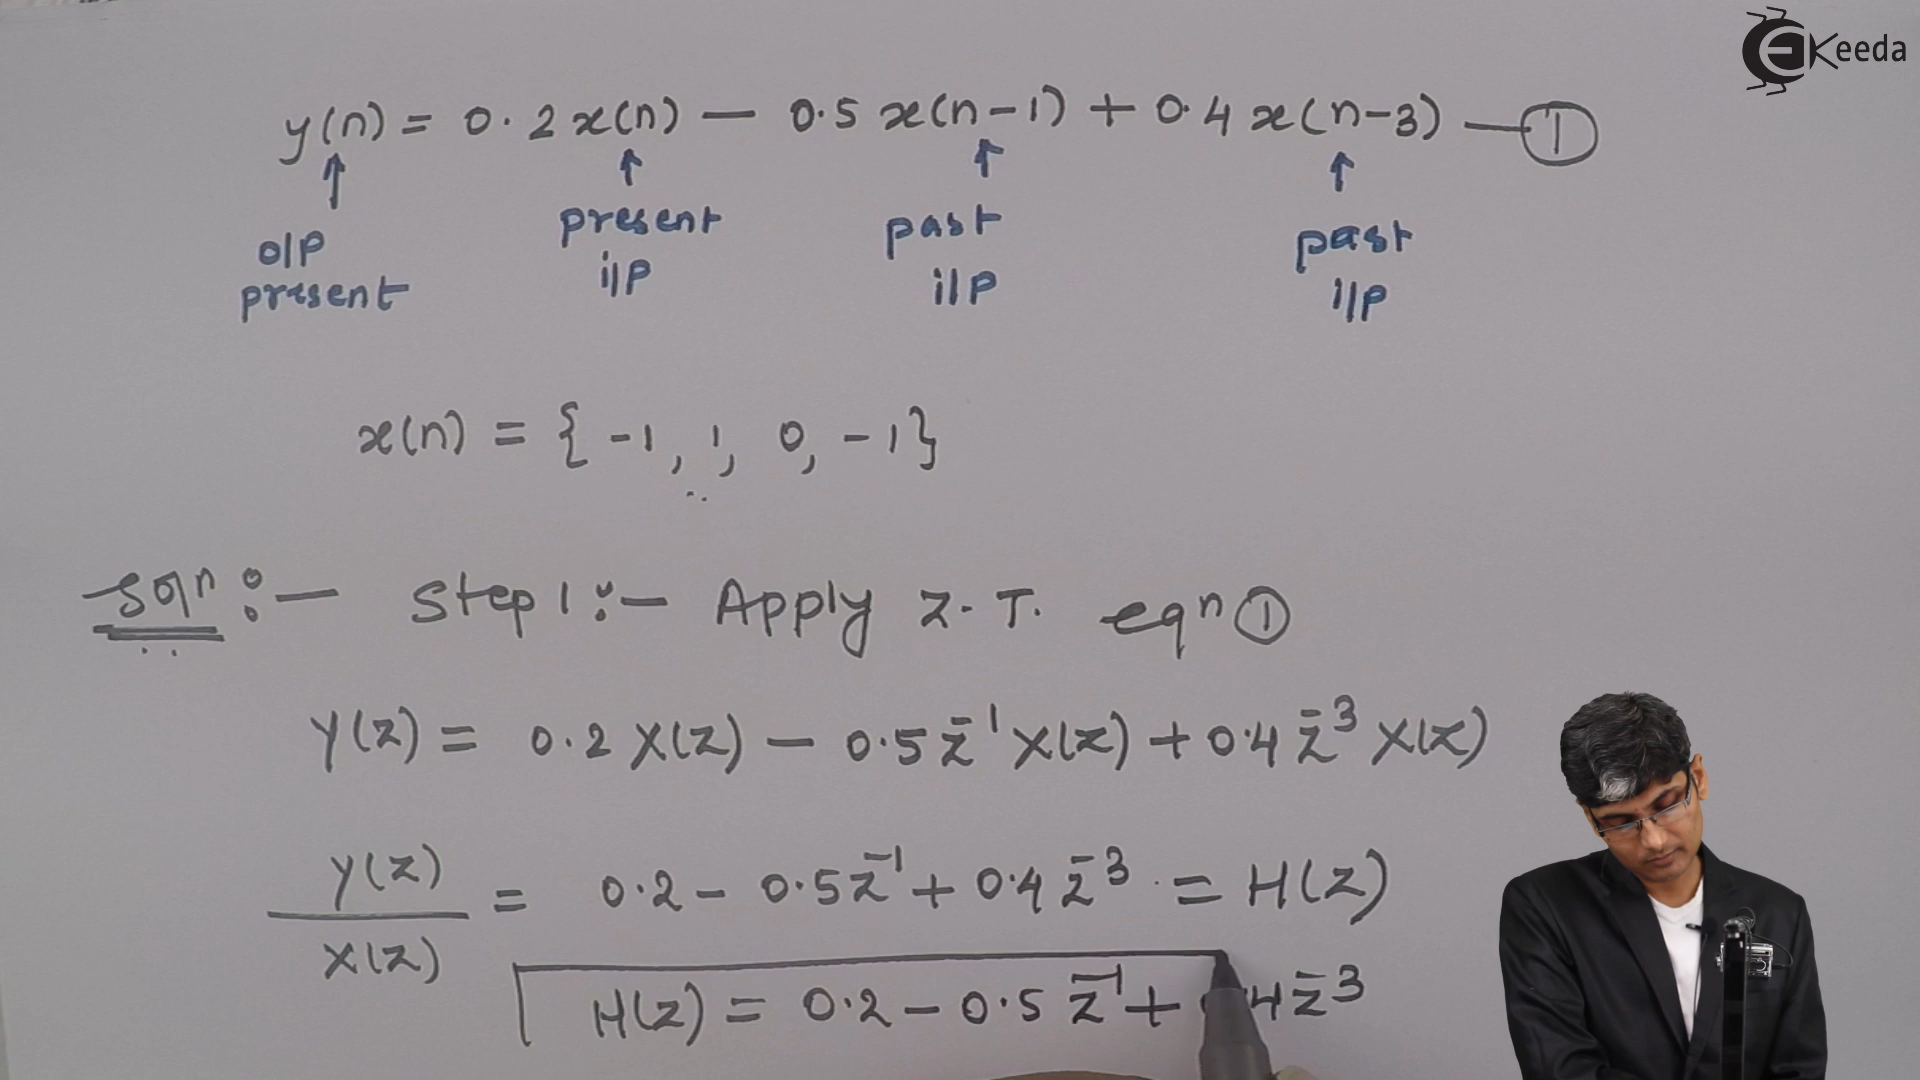 EKeeda
y(n) = 0.2 x(n) — 0.5 x(n-1) + 0.4 x(n-3) — ①
↑ ↑ ↑ ↑
o/p present past past
present i/p i/p i/p
x(n) = { -1, 1, 0, -1}
Soln :— Step 1 :— Apply Z.T. eqn ①
Y(z) = 0.2 X(z) — 0.5 z⁻¹ X(z) + 0.4 z⁻³ X(z)
Y(z)/X(z) = 0.2 - 0.5 z⁻¹ + 0.4 z⁻³ = H(z)
H(z) = 0.2 - 0.5 z⁻¹ + 4 z⁻³